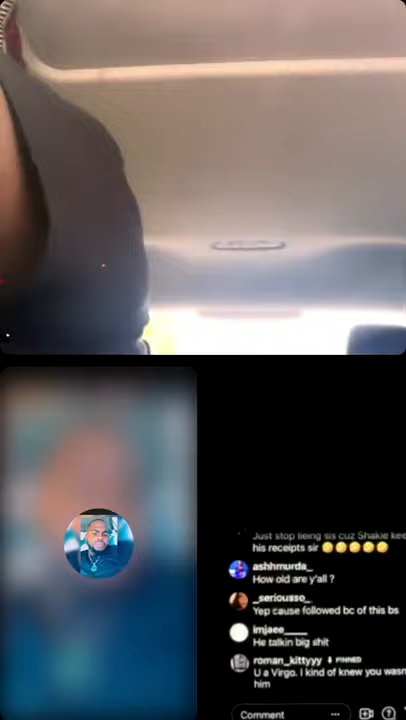 Just stop lieing sis cuz Shakie kee
his receipts sir 🤣🤣🤣🤣🤣
ashhmurda_
How old are y'all ?
_seriousso_
Yep cause followed bc of this bs
imjaee____
He talkin big shit
roman_kittyyy PINNED
U a Virgo. I kind of knew you wasn
him
Comment